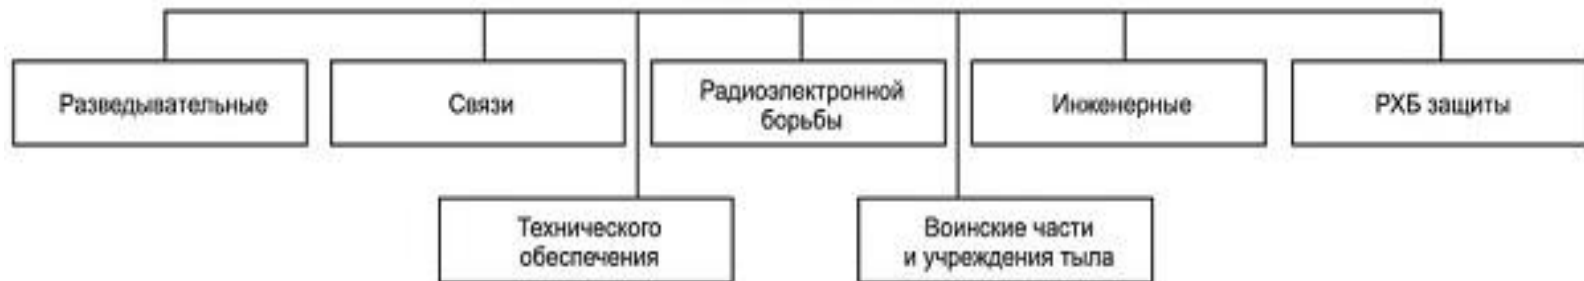 Разведывательные
Связи
Радиоэлектронной
борьбы
Инженерные
РХБ защиты
Технического
обеспечения
Воинские части
и учреждения тыла